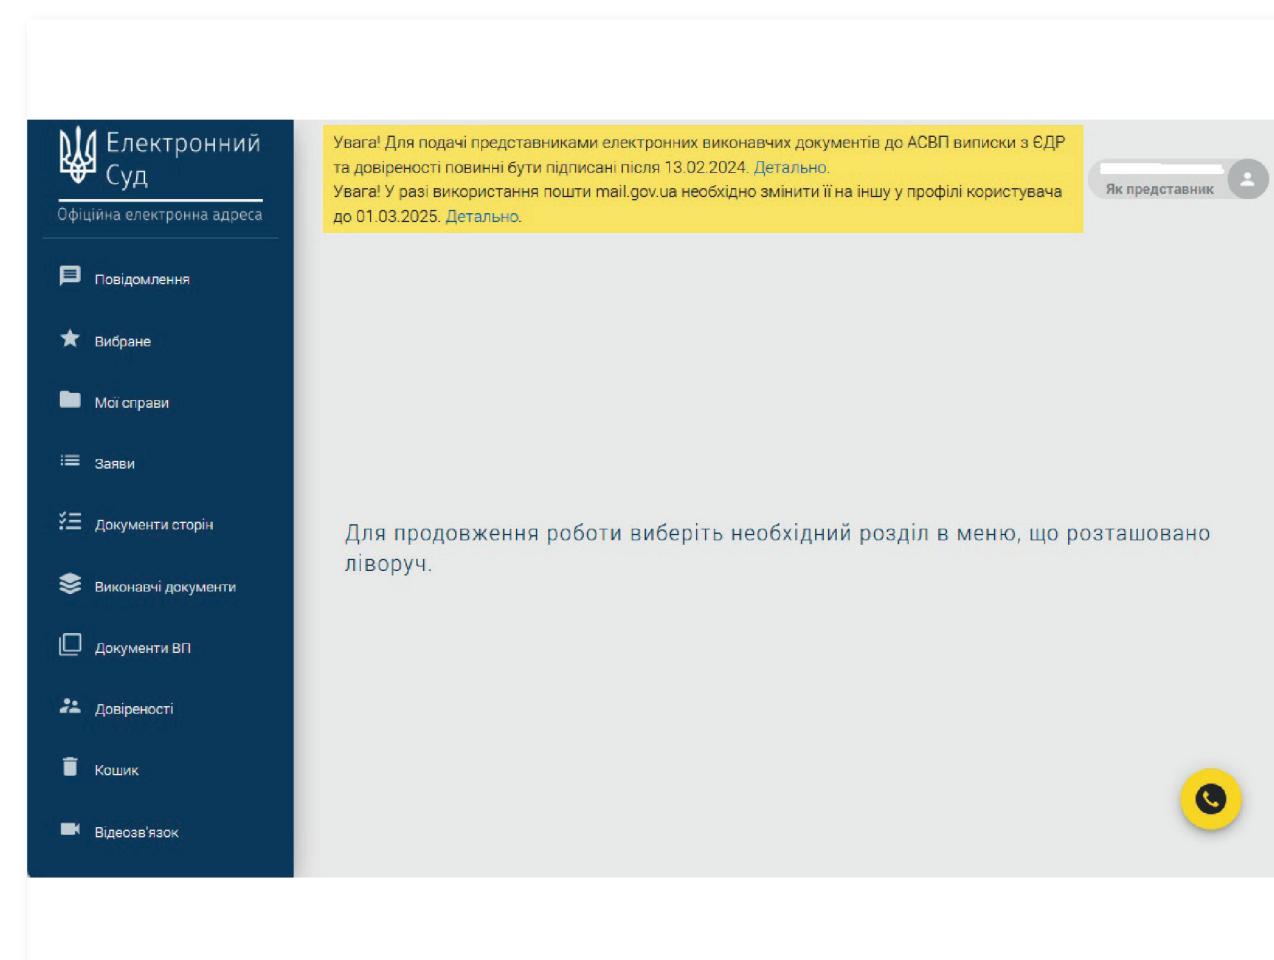 Електронний
Суд
Офіційна електронна адреса
Повідомлення
Вибране
Мої справи
Заяви
Документи сторін
Виконавчі документи
Документи ВП
Довіреності
Кошик
Відеозв'язок
Увага! Для подачі представниками електронних виконавчих документів до АСВП виписки з ЄДР
та довіреності повинні бути підписані після 13.02.2024. Детально.
Увага! У разі використання пошти mail.gov.ua необхідно змінити її на іншу у профілі користувача
до 01.03.2025. Детально.
Як представник
Для продовження роботи виберіть необхідний розділ в меню, що розташовано
ліворуч.